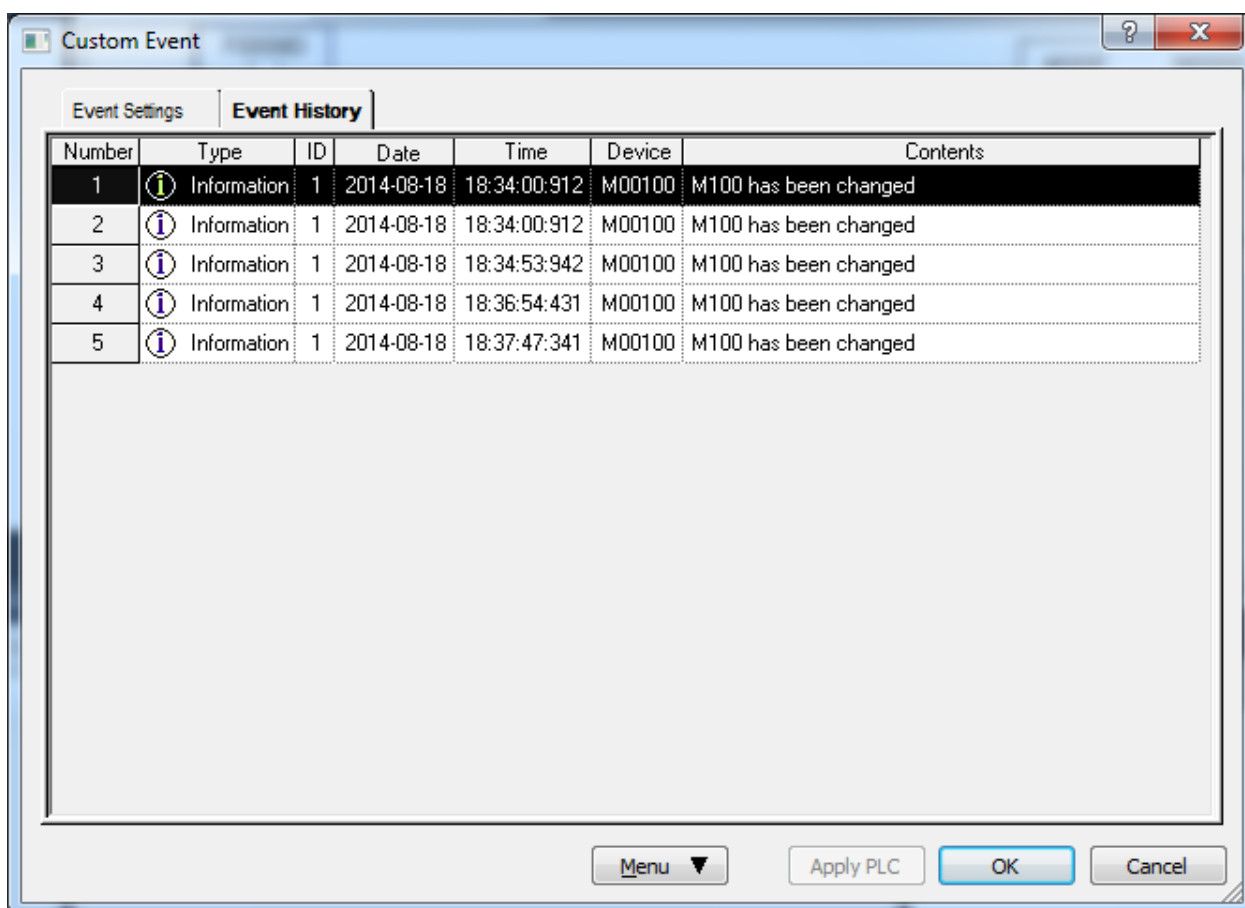 Custom Event
Event Settings Event History
Number Type ID Date Time Device Contents
1 Information 1 2014-08-18 18:34:00:912 M00100 M100 has been changed
2 Information 1 2014-08-18 18:34:00:912 M00100 M100 has been changed
3 Information 1 2014-08-18 18:34:53:942 M00100 M100 has been changed
4 Information 1 2014-08-18 18:36:54:431 M00100 M100 has been changed
5 Information 1 2014-08-18 18:37:47:341 M00100 M100 has been changed
Menu ▼ Apply PLC OK Cancel